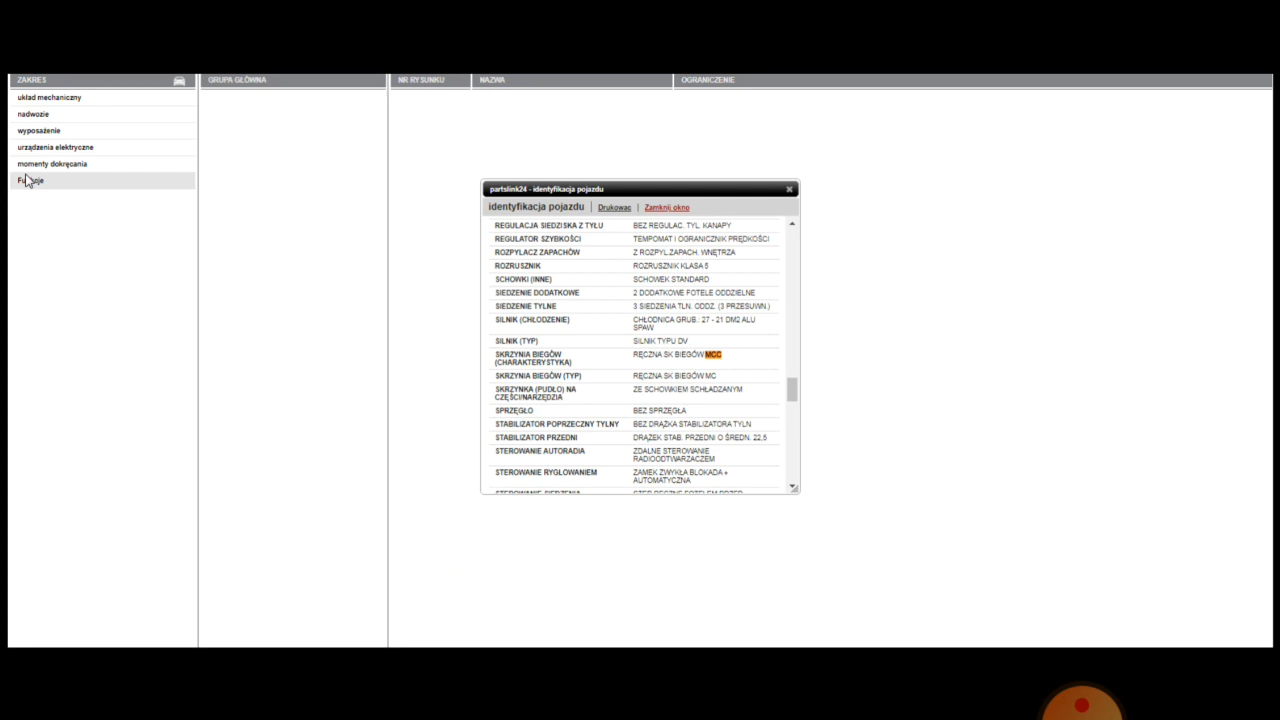 ZAKRES
GRUPA GŁÓWNA
NR RYSUNKU
NAZWA
OGRANICZENIE
układ mechaniczny
nadwozie
wyposażenie
urządzenia elektryczne
momenty dokręcania
partslink24 - identyfikacja pojazdu
identyfikacja pojazdu | Drukowac | Zamknij okno
REGULACJA SIEDZISKA Z TYŁU BEZ REGULAC. TYL. KANAPY
REGULATOR SZYBKOŚCI TEMPOMAT I OGRANICZNIK PRĘDKOŚCI
ROZPYLACZ ZAPACHÓW Z ROZPYL.ZAPACH. WNĘTRZA
ROZRUSZNIK ROZRUSZNIK KLASA 5
SCHOWKI (INNE) SCHOWEK STANDARD
SIEDZENIE DODATKOWE 2 DODATKOWE FOTELE ODDZIELNE
SIEDZENIE TYLNE 3 SIEDZENIA TLN. ODDZ. (3 PRZESUWN.)
SILNIK (CHŁODZENIE) CHŁODNICA GRUB.: 27 - 21 DM2 ALU
SPAW
SILNIK (TYP) SILNIK TYPU DV
SKRZYNIA BIEGÓW RĘCZNA SK BIEGÓW MCC
(CHARAKTERYSTYKA)
SKRZYNIA BIEGÓW (TYP) RĘCZNA SK BIEGÓW MC
SKRZYNKA (PUDŁO) NA ZE SCHOWKIEM SCHŁADZANYM
CZĘŚCI/NARZĘDZIA
SPRZĘGŁO BEZ SPRZĘGŁA
STABILIZATOR POPRZECZNY TYLNY BEZ DRĄŻKA STABILIZATORA TYLN
STABILIZATOR PRZEDNI DRĄŻEK STAB. PRZEDNI O ŚREDN. 22,5
STEROWANIE AUTORADIA ZDALNE STEROWANIE
RADIOODTWARZACZEM
STEROWANIE RYGLOWANIEM ZAMEK ZWYKŁA BLOKADA +
AUTOMATYCZNA